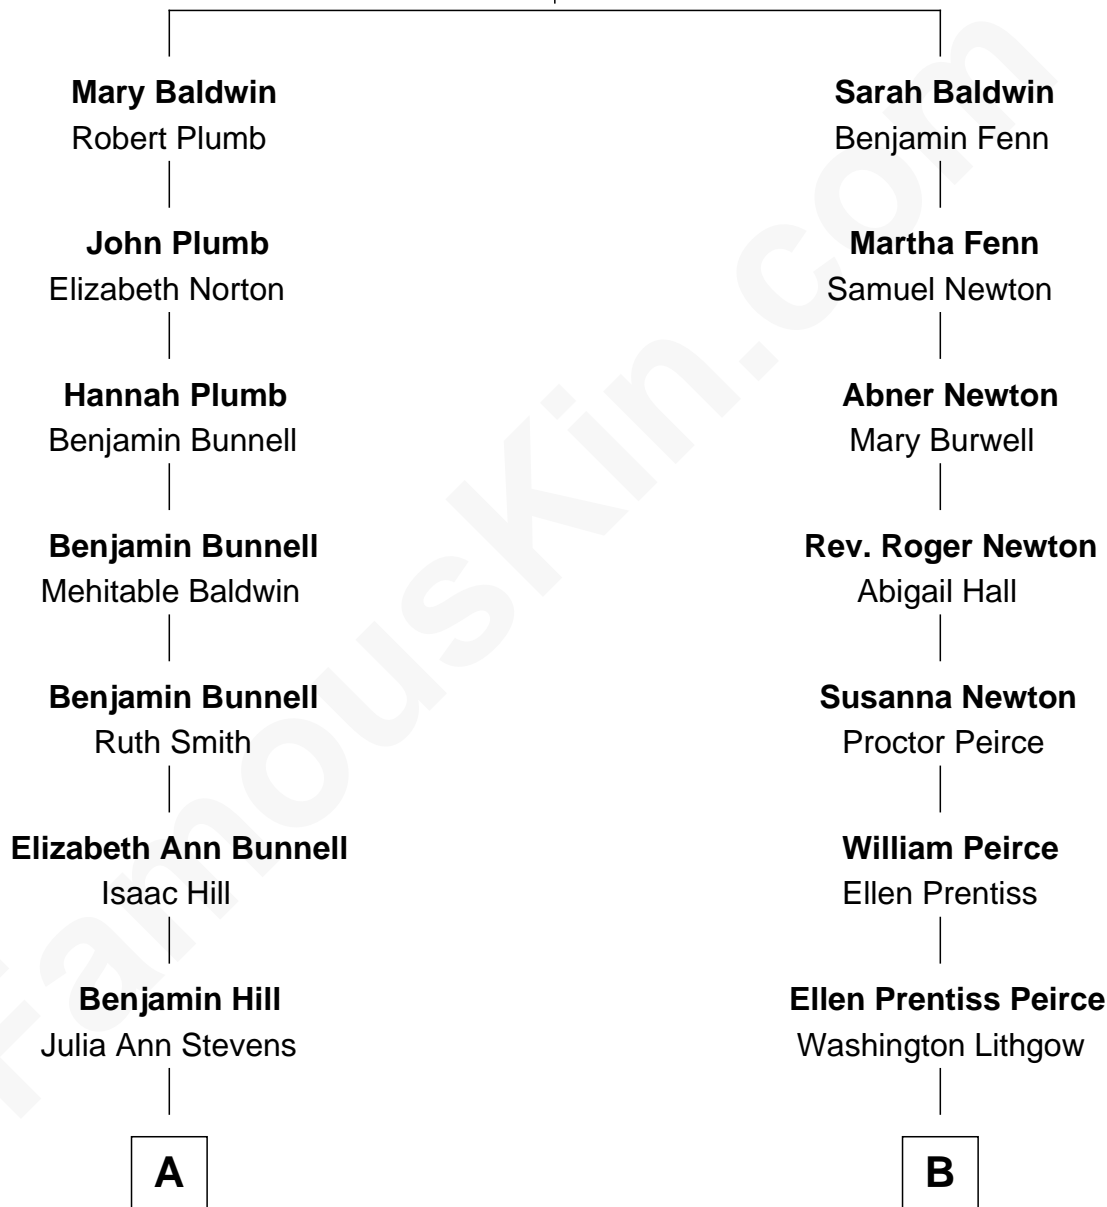 Mary Baldwin
Robert Plumb
John Plumb
Elizabeth Norton
Hannah Plumb
Benjamin Bunnell
Benjamin Bunnell
Mehitable Baldwin
Benjamin Bunnell
Ruth Smith
Elizabeth Ann Bunnell
Isaac Hill
Benjamin Hill
Julia Ann Stevens
A
Sarah Baldwin
Benjamin Fenn
Martha Fenn
Samuel Newton
Abner Newton
Mary Burwell
Rev. Roger Newton
Abigail Hall
Susanna Newton
Proctor Peirce
William Peirce
Ellen Prentiss
Ellen Prentiss Peirce
Washington Lithgow
B
FamousKin.com